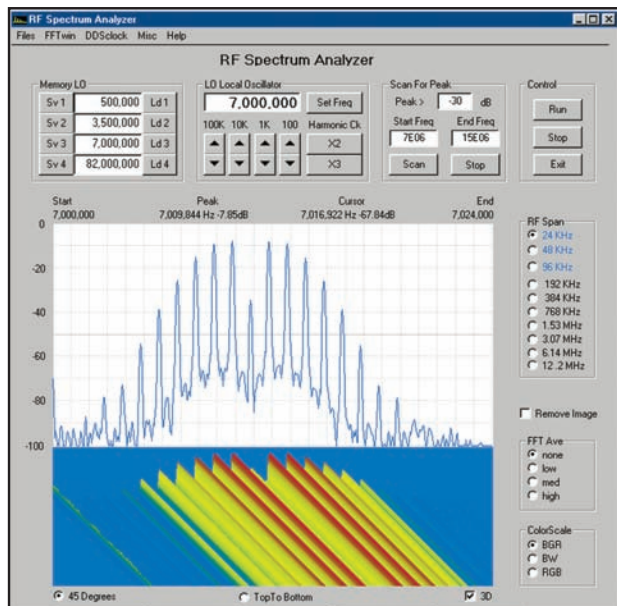 RF Spectrum Analyzer
Files FFTwin DDSclock Misc Help
RF Spectrum Analyzer
Memory LO
Sv 1 500,000 Ld 1
Sv 2 3,500,000 Ld 2
Sv 3 7,000,000 Ld 3
Sv 4 82,000,000 Ld 4
LO Local Oscillator
7,000,000 Set Freq
100K 10K 1K 100 Harmonic Ck
X2
X3
Scan For Peak
Peak > -30 dB
Start Freq End Freq
7E06 15E06
Scan Stop
Control
Run
Stop
Exit
Start Peak Cursor End
7,000,000 7,009,844 Hz -7.85dB 7,016,922 Hz -67.84dB 7,024,000
0
-20
-40
-60
-80
-100
RF Span
24 KHz
48 KHz
96 KHz
192 KHz
384 KHz
768 KHz
1.53 MHz
3.07 MHz
6.14 MHz
12..2 MHz
Remove Image
FFT Ave
none
low
med
high
ColorScale
BGR
BW
RGB
45 Degrees TopTo Bottom 3D